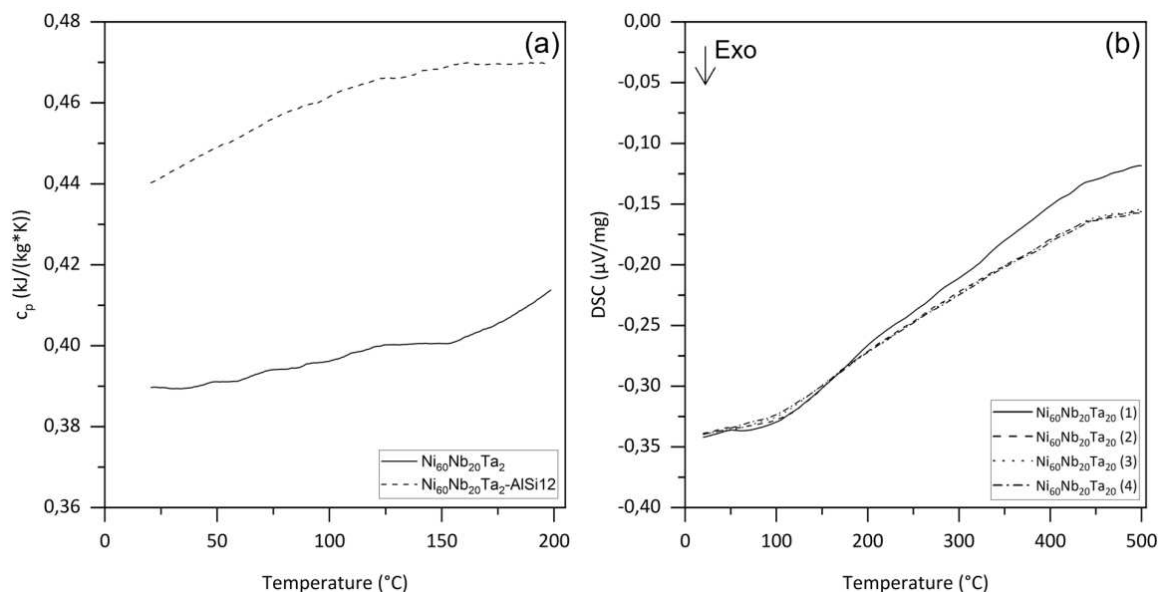 (a)
0,48
0,46
0,44
0,42
0,40
0,38
0,36
c_p (kJ/(kg*K))
0
50
100
150
200
Temperature (°C)
Ni60Nb20Ta2
Ni60Nb20Ta2-AlSi12
(b)
Exo
0,00
-0,05
-0,10
-0,15
-0,20
-0,25
-0,30
-0,35
-0,40
DSC (µV/mg)
0
100
200
300
400
500
Temperature (°C)
Ni60Nb20Ta20 (1)
Ni60Nb20Ta20 (2)
Ni60Nb20Ta20 (3)
Ni60Nb20Ta20 (4)